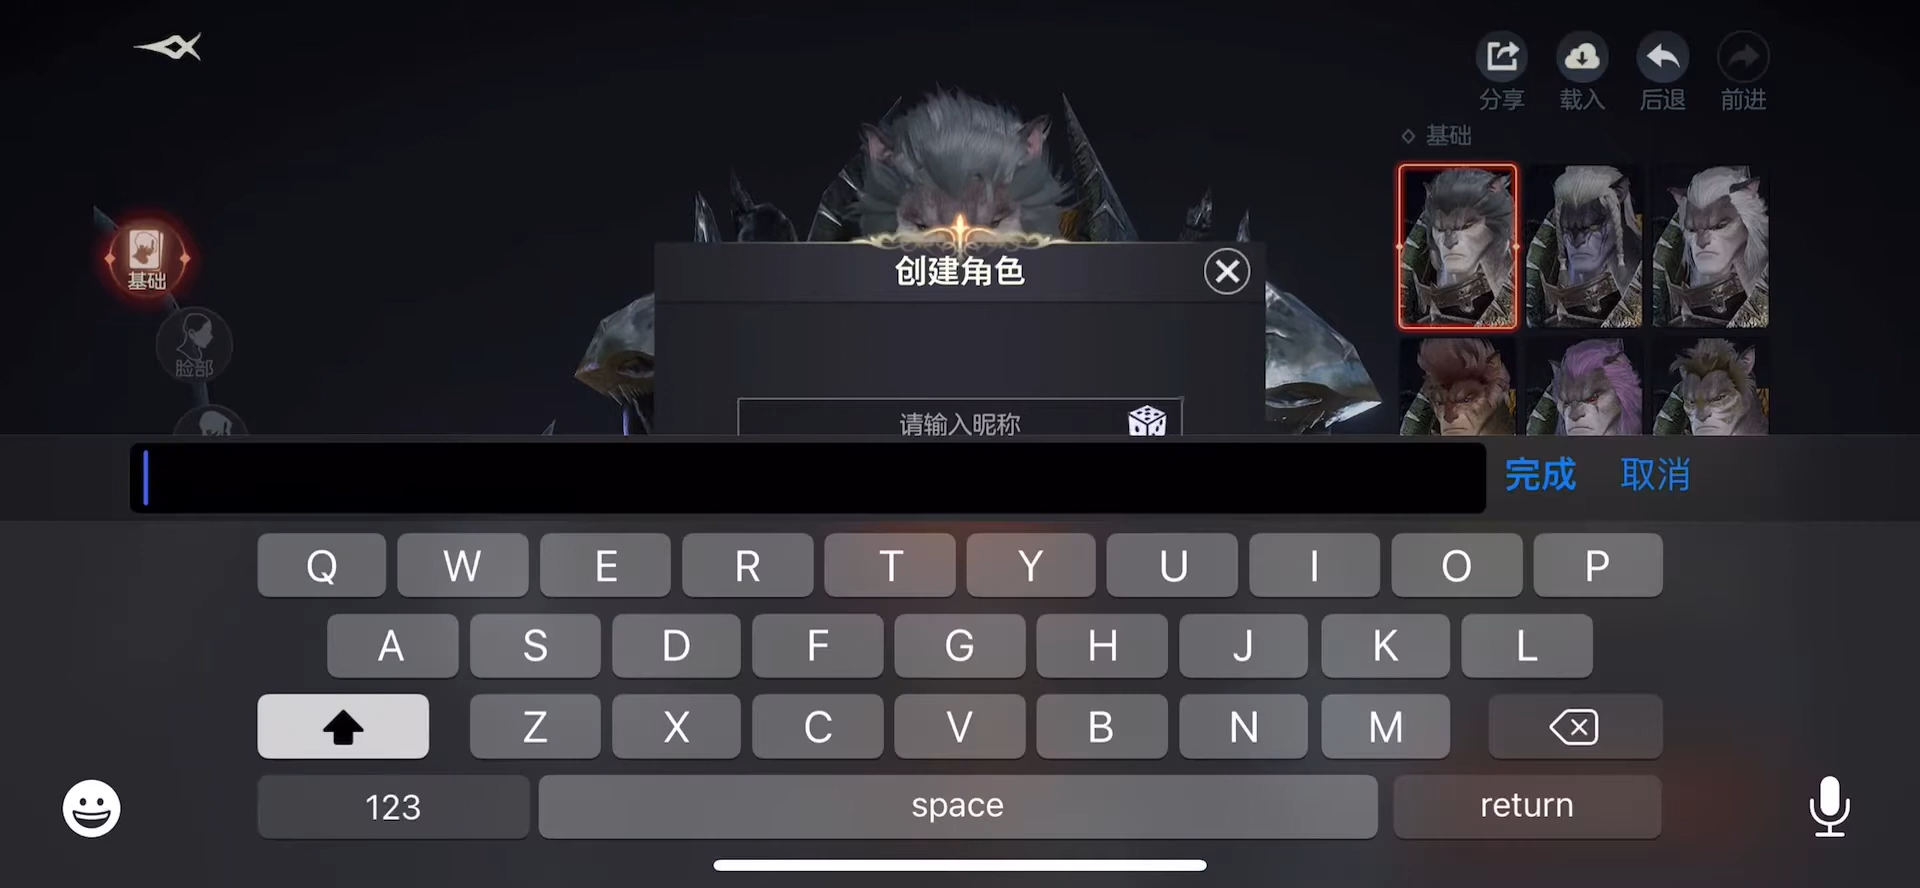 分享
载入
后退
前进
基础
基础
创建角色
脸部
请输入昵称
完成
取消
Q W E R T Y U I O P
A S D F G H J K L
Z X C V B N M
123
space
return